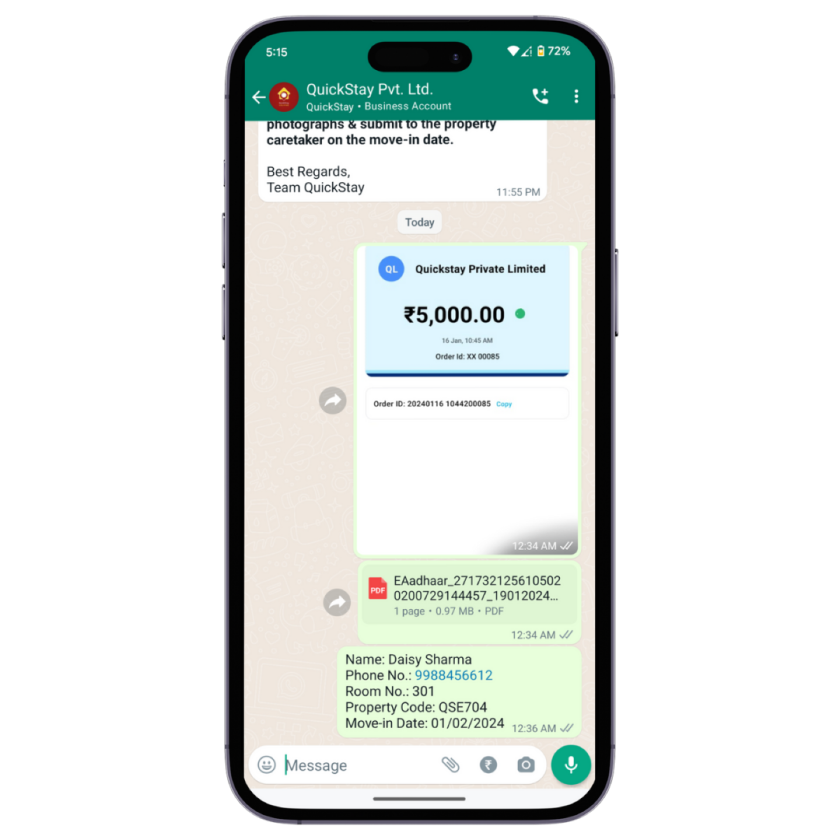 5:15
72%
QuickStay Pvt. Ltd.
QuickStay • Business Account
photographs & submit to the property
caretaker on the move-in date.
Best Regards,
Team QuickStay
11:55 PM
Today
QL
Quickstay Private Limited
₹5,000.00
16 Jan, 10:45 AM
Order Id: XX 00085
Order ID: 20240116 1044200085 Copy
12:34 AM
PDF
EAadhaar_271732125610502
0200729144457_19012024...
1 page • 0.97 MB • PDF
12:34 AM
Name: Daisy Sharma
Phone No.: 9988456612
Room No.: 301
Property Code: QSE704
Move-in Date: 01/02/2024
12:36 AM
Message
₹